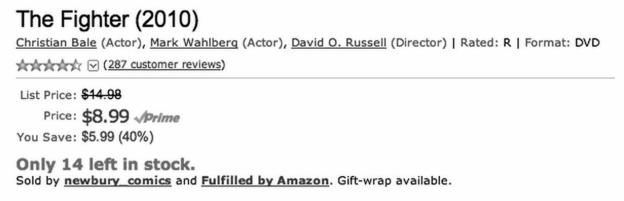 The Fighter (2010)
Christian Bale (Actor), Mark Wahlberg (Actor), David O. Russell (Director) | Rated: R | Format: DVD
(287 customer reviews)
List Price: $14.98
Price: $8.99 Prime
You Save: $5.99 (40%)
Only 14 left in stock.
Sold by newbury_comics and Fulfilled by Amazon. Gift-wrap available.